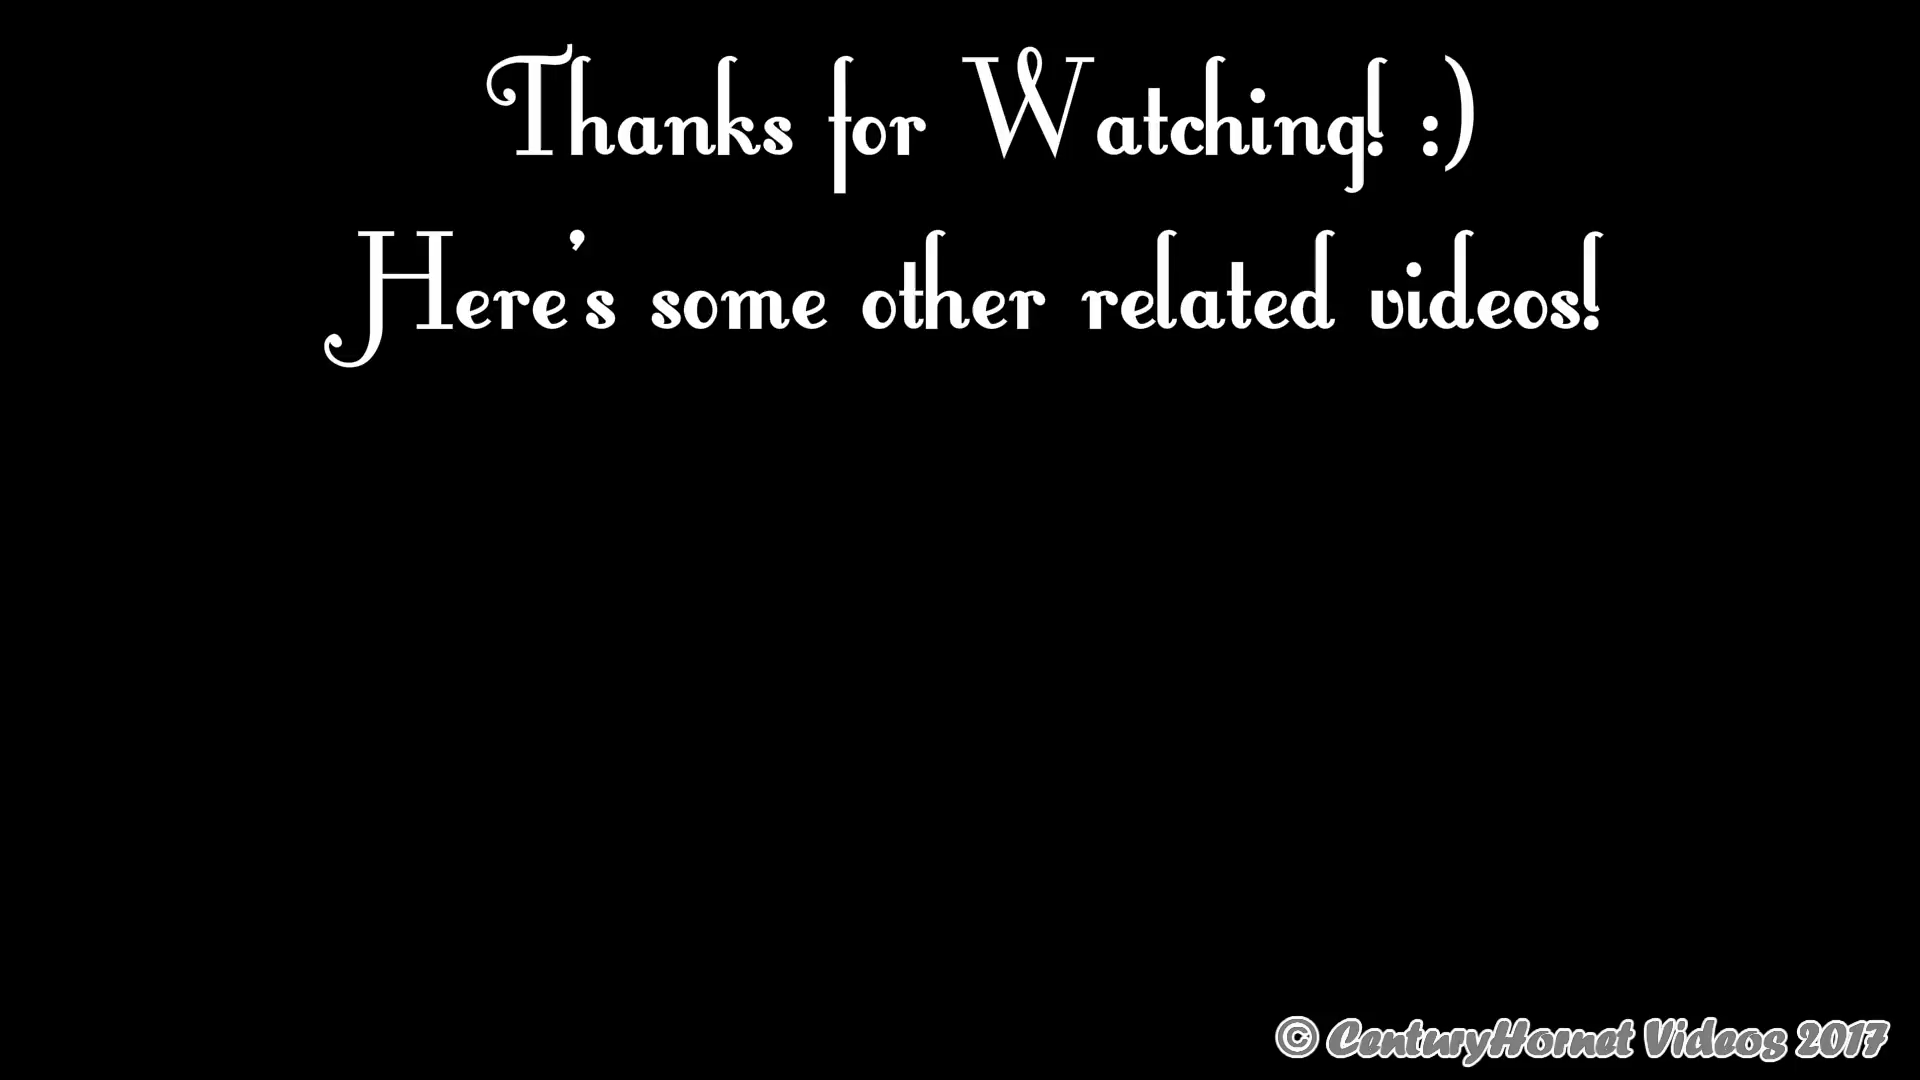 Thanks for Watching! :)
Here's some other related videos!
© CenturyHornet Videos 2017